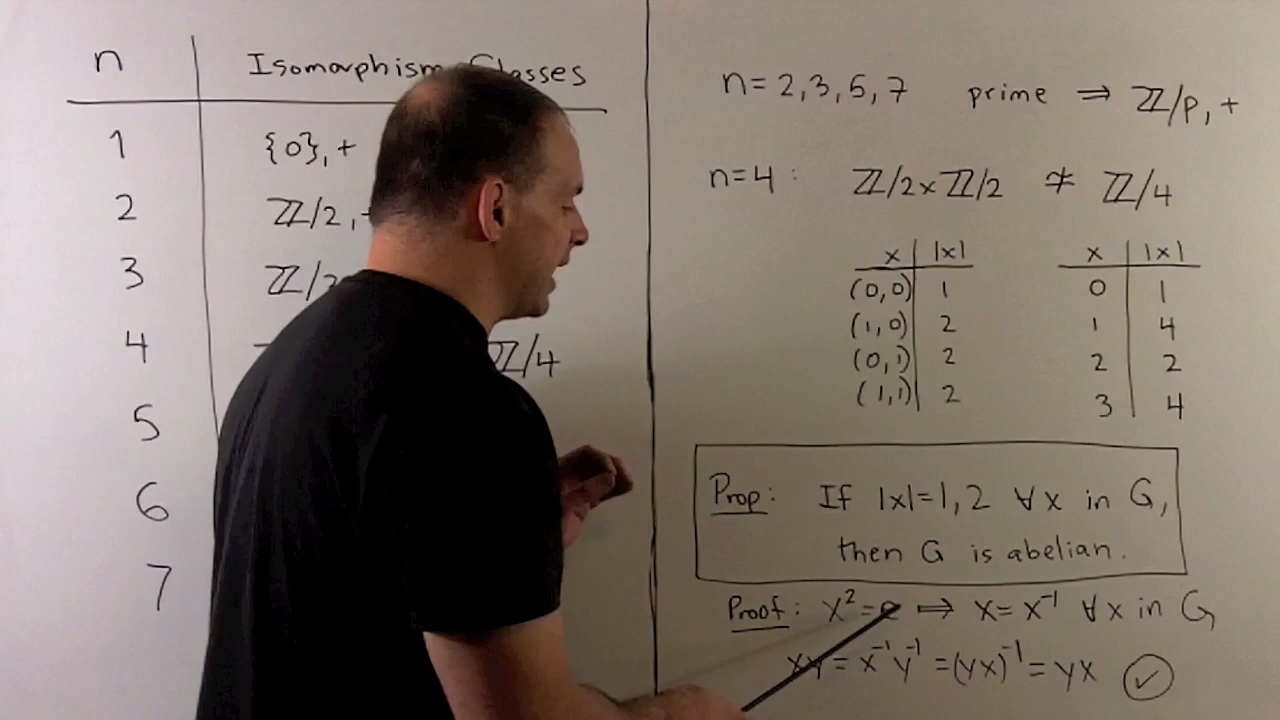 n Isomorphism Classes
1 {0}, +
2 ℤ/2, +
3 ℤ/3
4 ℤ/4
5
6
7
n = 2, 3, 5, 7 prime ⇒ ℤ/p, +
n = 4 : ℤ/2 x ℤ/2 ≇ ℤ/4
x |x| x |x|
(0,0) 1 0 1
(1,0) 2 1 4
(0,1) 2 2 2
(1,1) 2 3 4
Prop: If |x|=1,2 ∀x in G,
then G is abelian.
Proof: x²=e ⟹ x=x⁻¹ ∀x in G
xy = x⁻¹y⁻¹ = (yx)⁻¹ = yx ✓